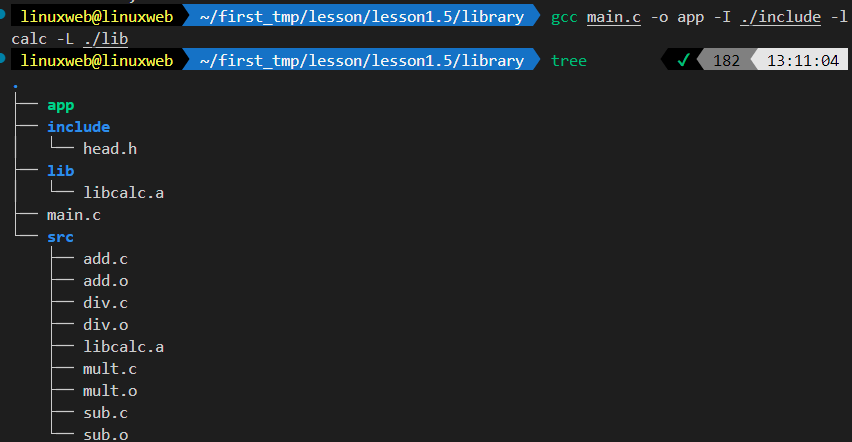 linuxweb@linuxweb ~/first_tmp/lesson/lesson1.5/library gcc main.c -o app -I ./include -l
calc -L ./lib
linuxweb@linuxweb ~/first_tmp/lesson/lesson1.5/library tree ✓ 182 13:11:04
.
├── app
├── include
│   └── head.h
├── lib
│   └── libcalc.a
├── main.c
└── src
    ├── add.c
    ├── add.o
    ├── div.c
    ├── div.o
    ├── libcalc.a
    ├── mult.c
    ├── mult.o
    ├── sub.c
    └── sub.o